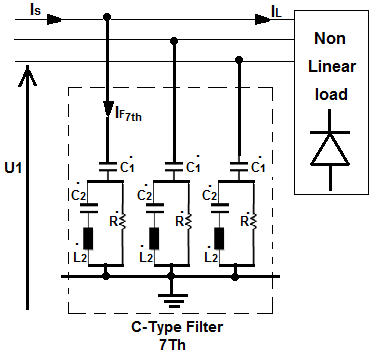 IS
IL
Non
Linear
load
IF7th
U1
C1
C1
C1
C2
C2
C2
R
R
R
L2
L2
L2
C-Type Filter
7Th